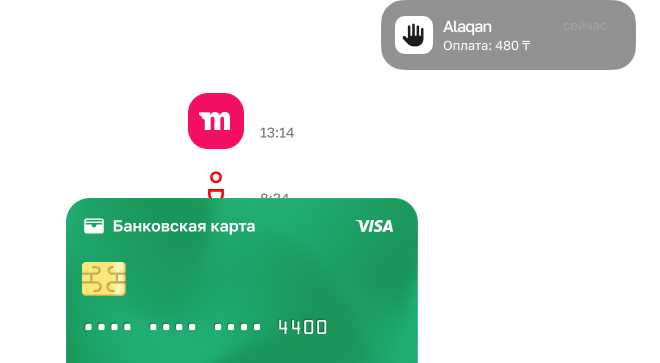 Alaqan
сейчас
Оплата: 480 ₸
m
13:14
Банковская карта
VISA
4400